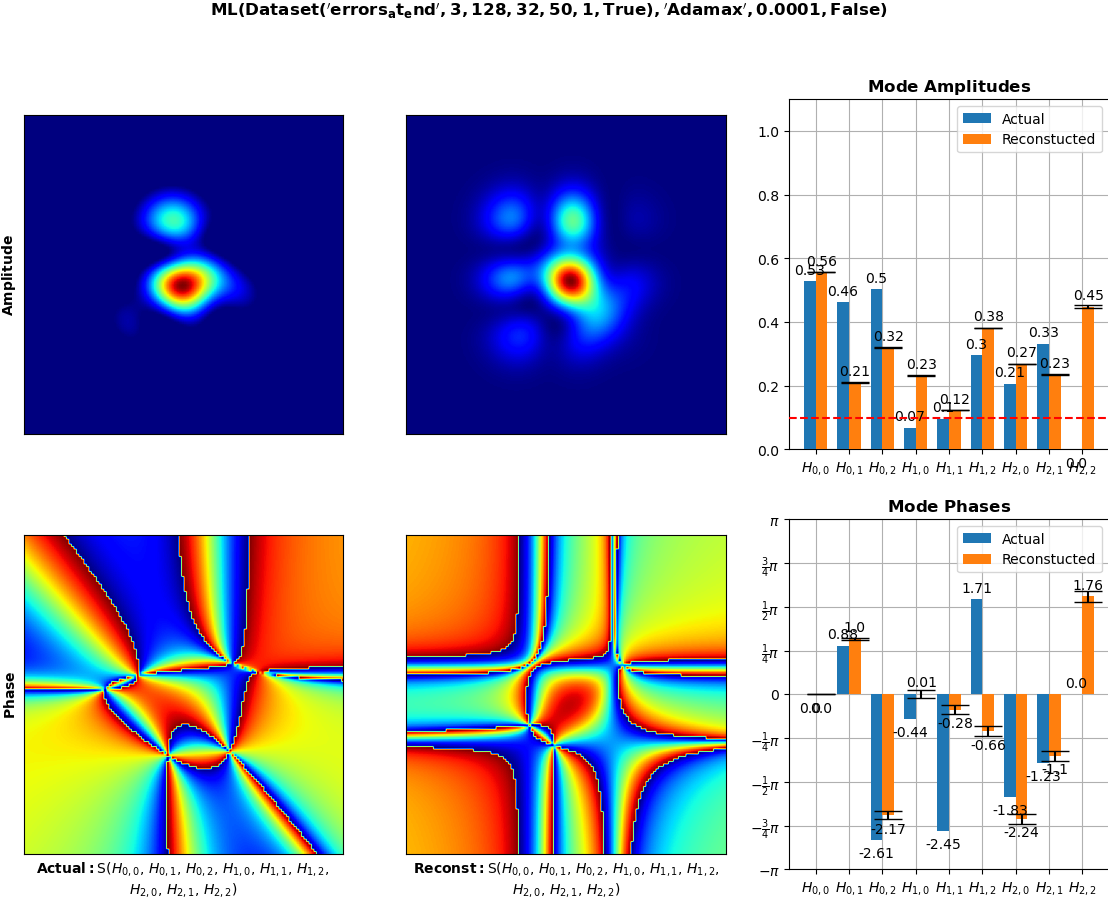 ML(Dataset('errors_at_end', 3, 128, 32, 50, 1, True), 'Adamax', 0.0001, False)
Amplitude
Mode Amplitudes
Actual
Reconstucted
1.0
0.8
0.6
0.4
0.2
0.0
0.53
0.56
0.46
0.21
0.5
0.32
0.07
0.23
0.1
0.12
0.3
0.38
0.21
0.27
0.33
0.23
0.0
0.45
H0,0 H0,1 H0,2 H1,0 H1,1 H1,2 H2,0 H2,1 H2,2
Phase
Mode Phases
Actual
Reconstucted
π
3/4π
1/2π
1/4π
0
−1/4π
−1/2π
−3/4π
−π
0.0
0.0
0.88
1.0
-2.61
-2.17
-0.44
0.01
-2.45
-0.28
1.71
-0.66
-1.83
-2.24
-1.23
-1.1
0.0
1.76
H0,0 H0,1 H0,2 H1,0 H1,1 H1,2 H2,0 H2,1 H2,2
Actual: S(H0,0, H0,1, H0,2, H1,0, H1,1, H1,2,
H2,0, H2,1, H2,2)
Reconst: S(H0,0, H0,1, H0,2, H1,0, H1,1, H1,2,
H2,0, H2,1, H2,2)